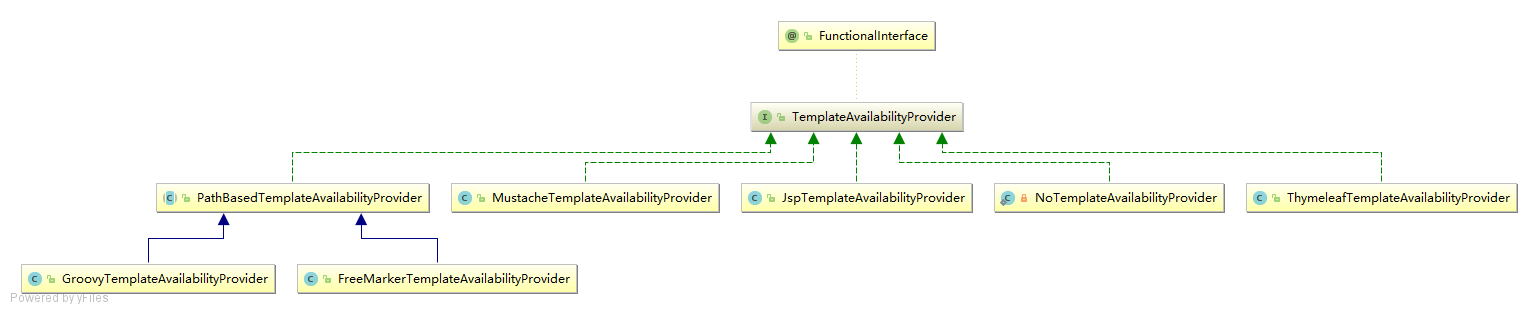 FunctionalInterface
TemplateAvailabilityProvider
PathBasedTemplateAvailabilityProvider
MustacheTemplateAvailabilityProvider
JspTemplateAvailabilityProvider
NoTemplateAvailabilityProvider
ThymeleafTemplateAvailabilityProvider
GroovyTemplateAvailabilityProvider
FreeMarkerTemplateAvailabilityProvider
Powered by yFiles